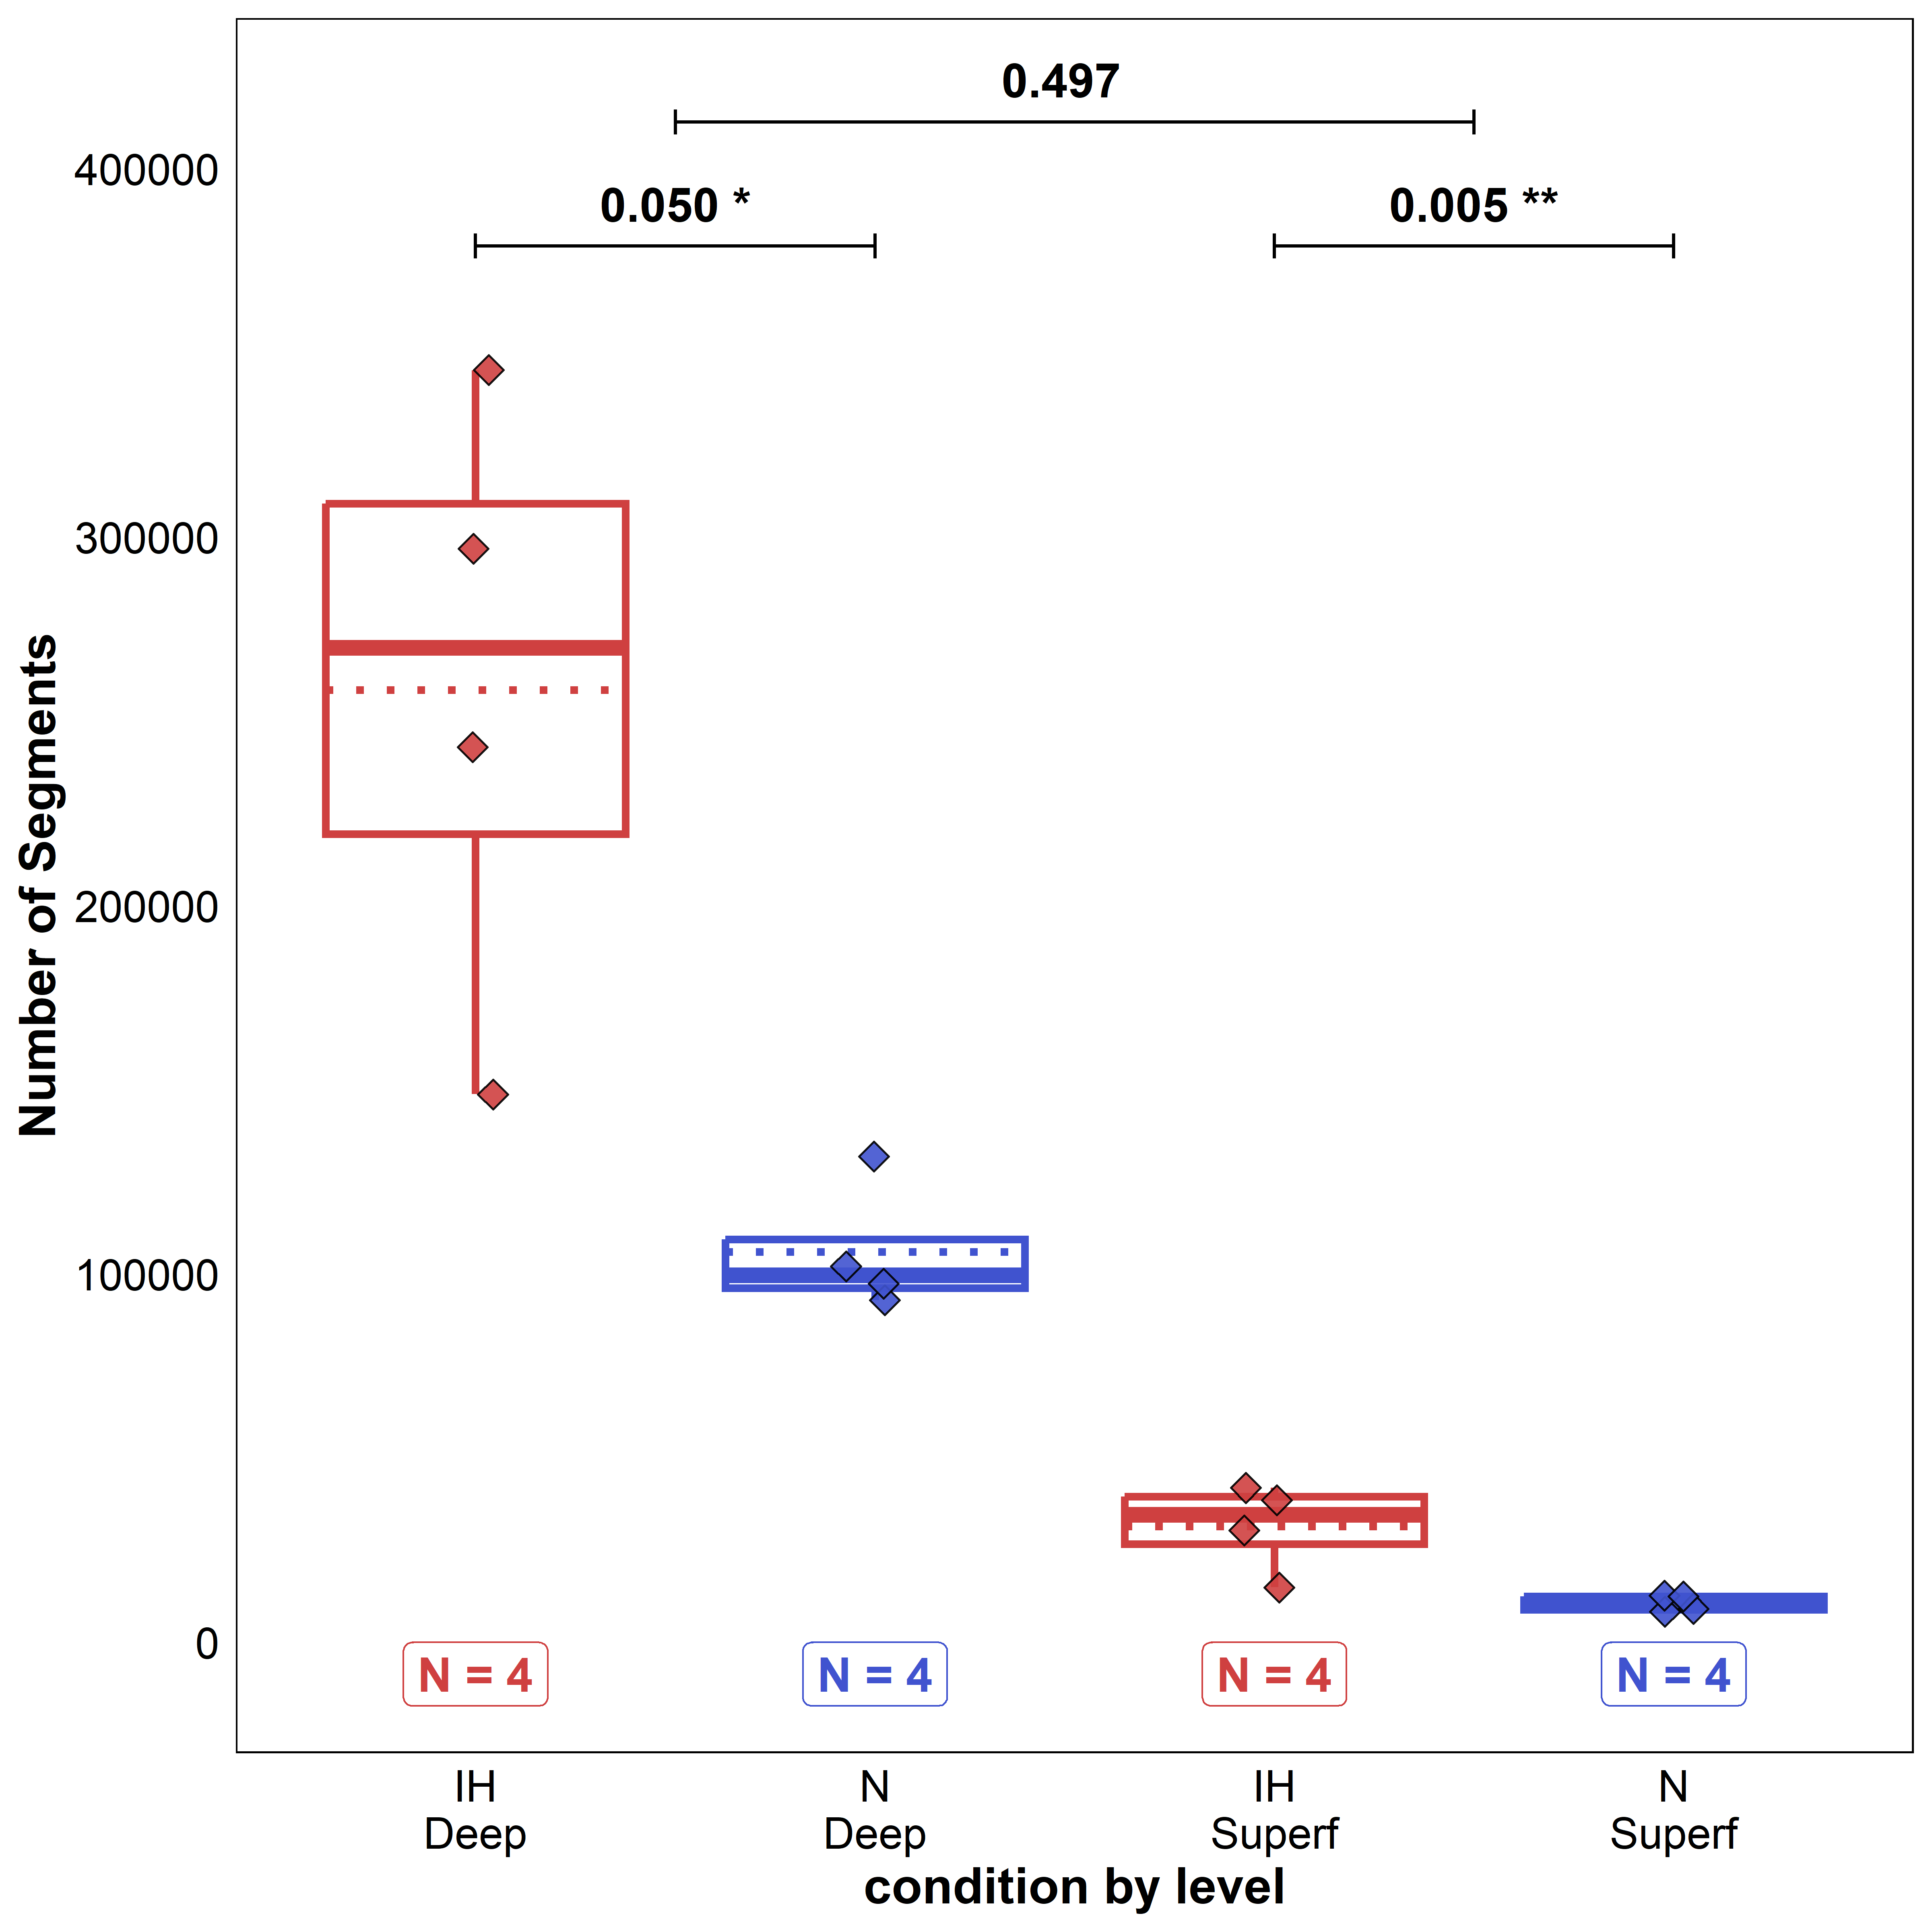 0.497
400000
0.050 *
0.005 **
300000
Number of Segments
200000
100000
0
N = 4
N = 4
N = 4
N = 4
IH
Deep
N
Deep
IH
Superf
N
Superf
condition by level